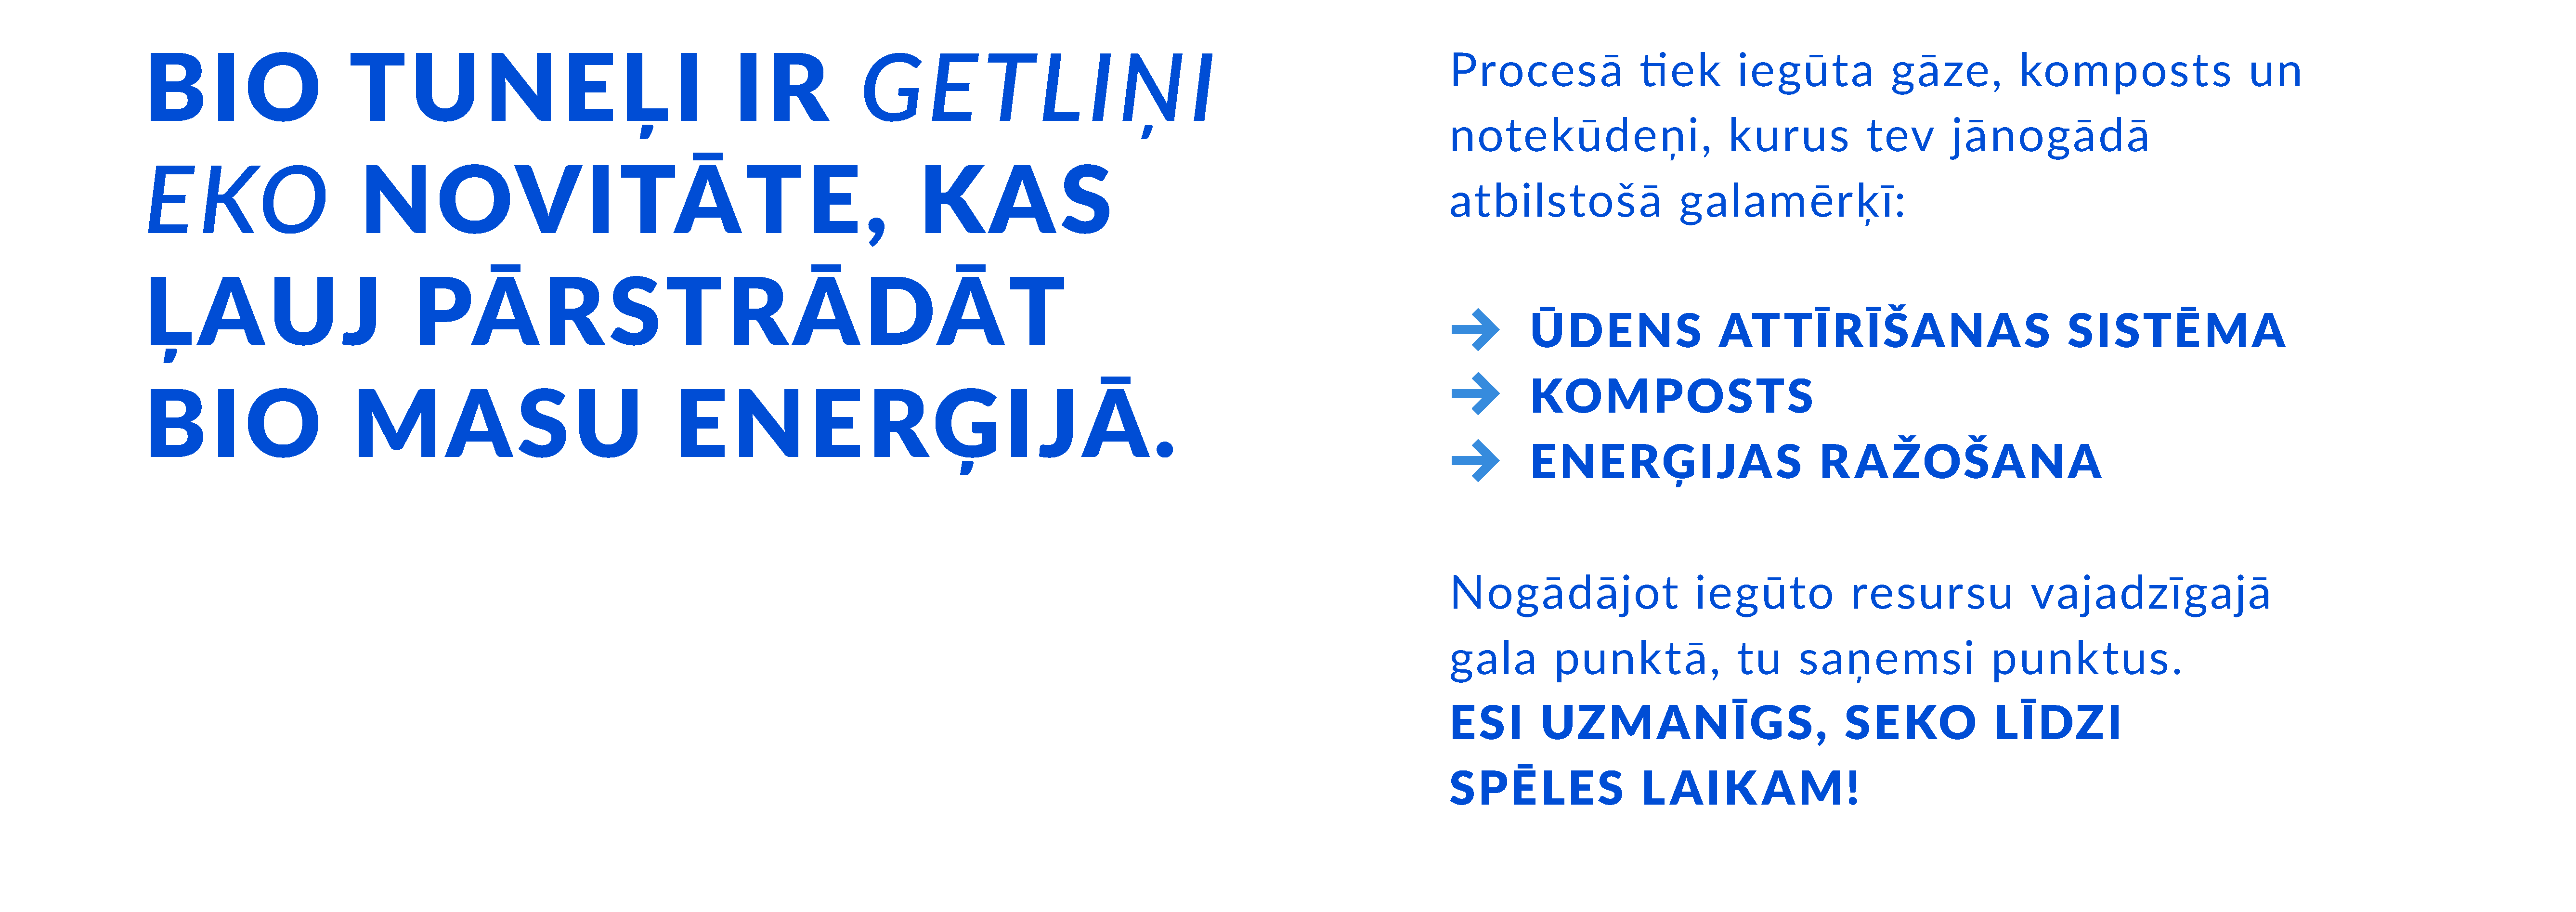 BIO TUNEĻI IR GETLIŅI
EKO NOVITĀTE, KAS
ĻAUJ PĀRSTRĀDĀT
BIO MASU ENERĢIJĀ.
Procesā tiek iegūta gāze, komposts un
notekūdeņi, kurus tev jānogādā
atbilstošā galamērķī:
→ ŪDENS ATTĪRĪŠANAS SISTĒMA
→ KOMPOSTS
→ ENERĢIJAS RAŽOŠANA
Nogādājot iegūto resursu vajadzīgajā
gala punktā, tu saņemsi punktus.
ESI UZMANĪGS, SEKO LĪDZI
SPĒLES LAIKAM!